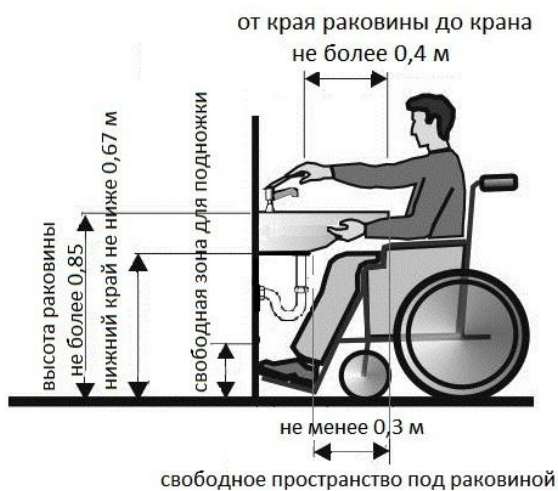 от края раковины до крана
не более 0,4 м
высота раковины
не более 0,85
нижний край не ниже 0,67 м
свободная зона для подножки
не менее 0,3 м
свободное пространство под раковиной